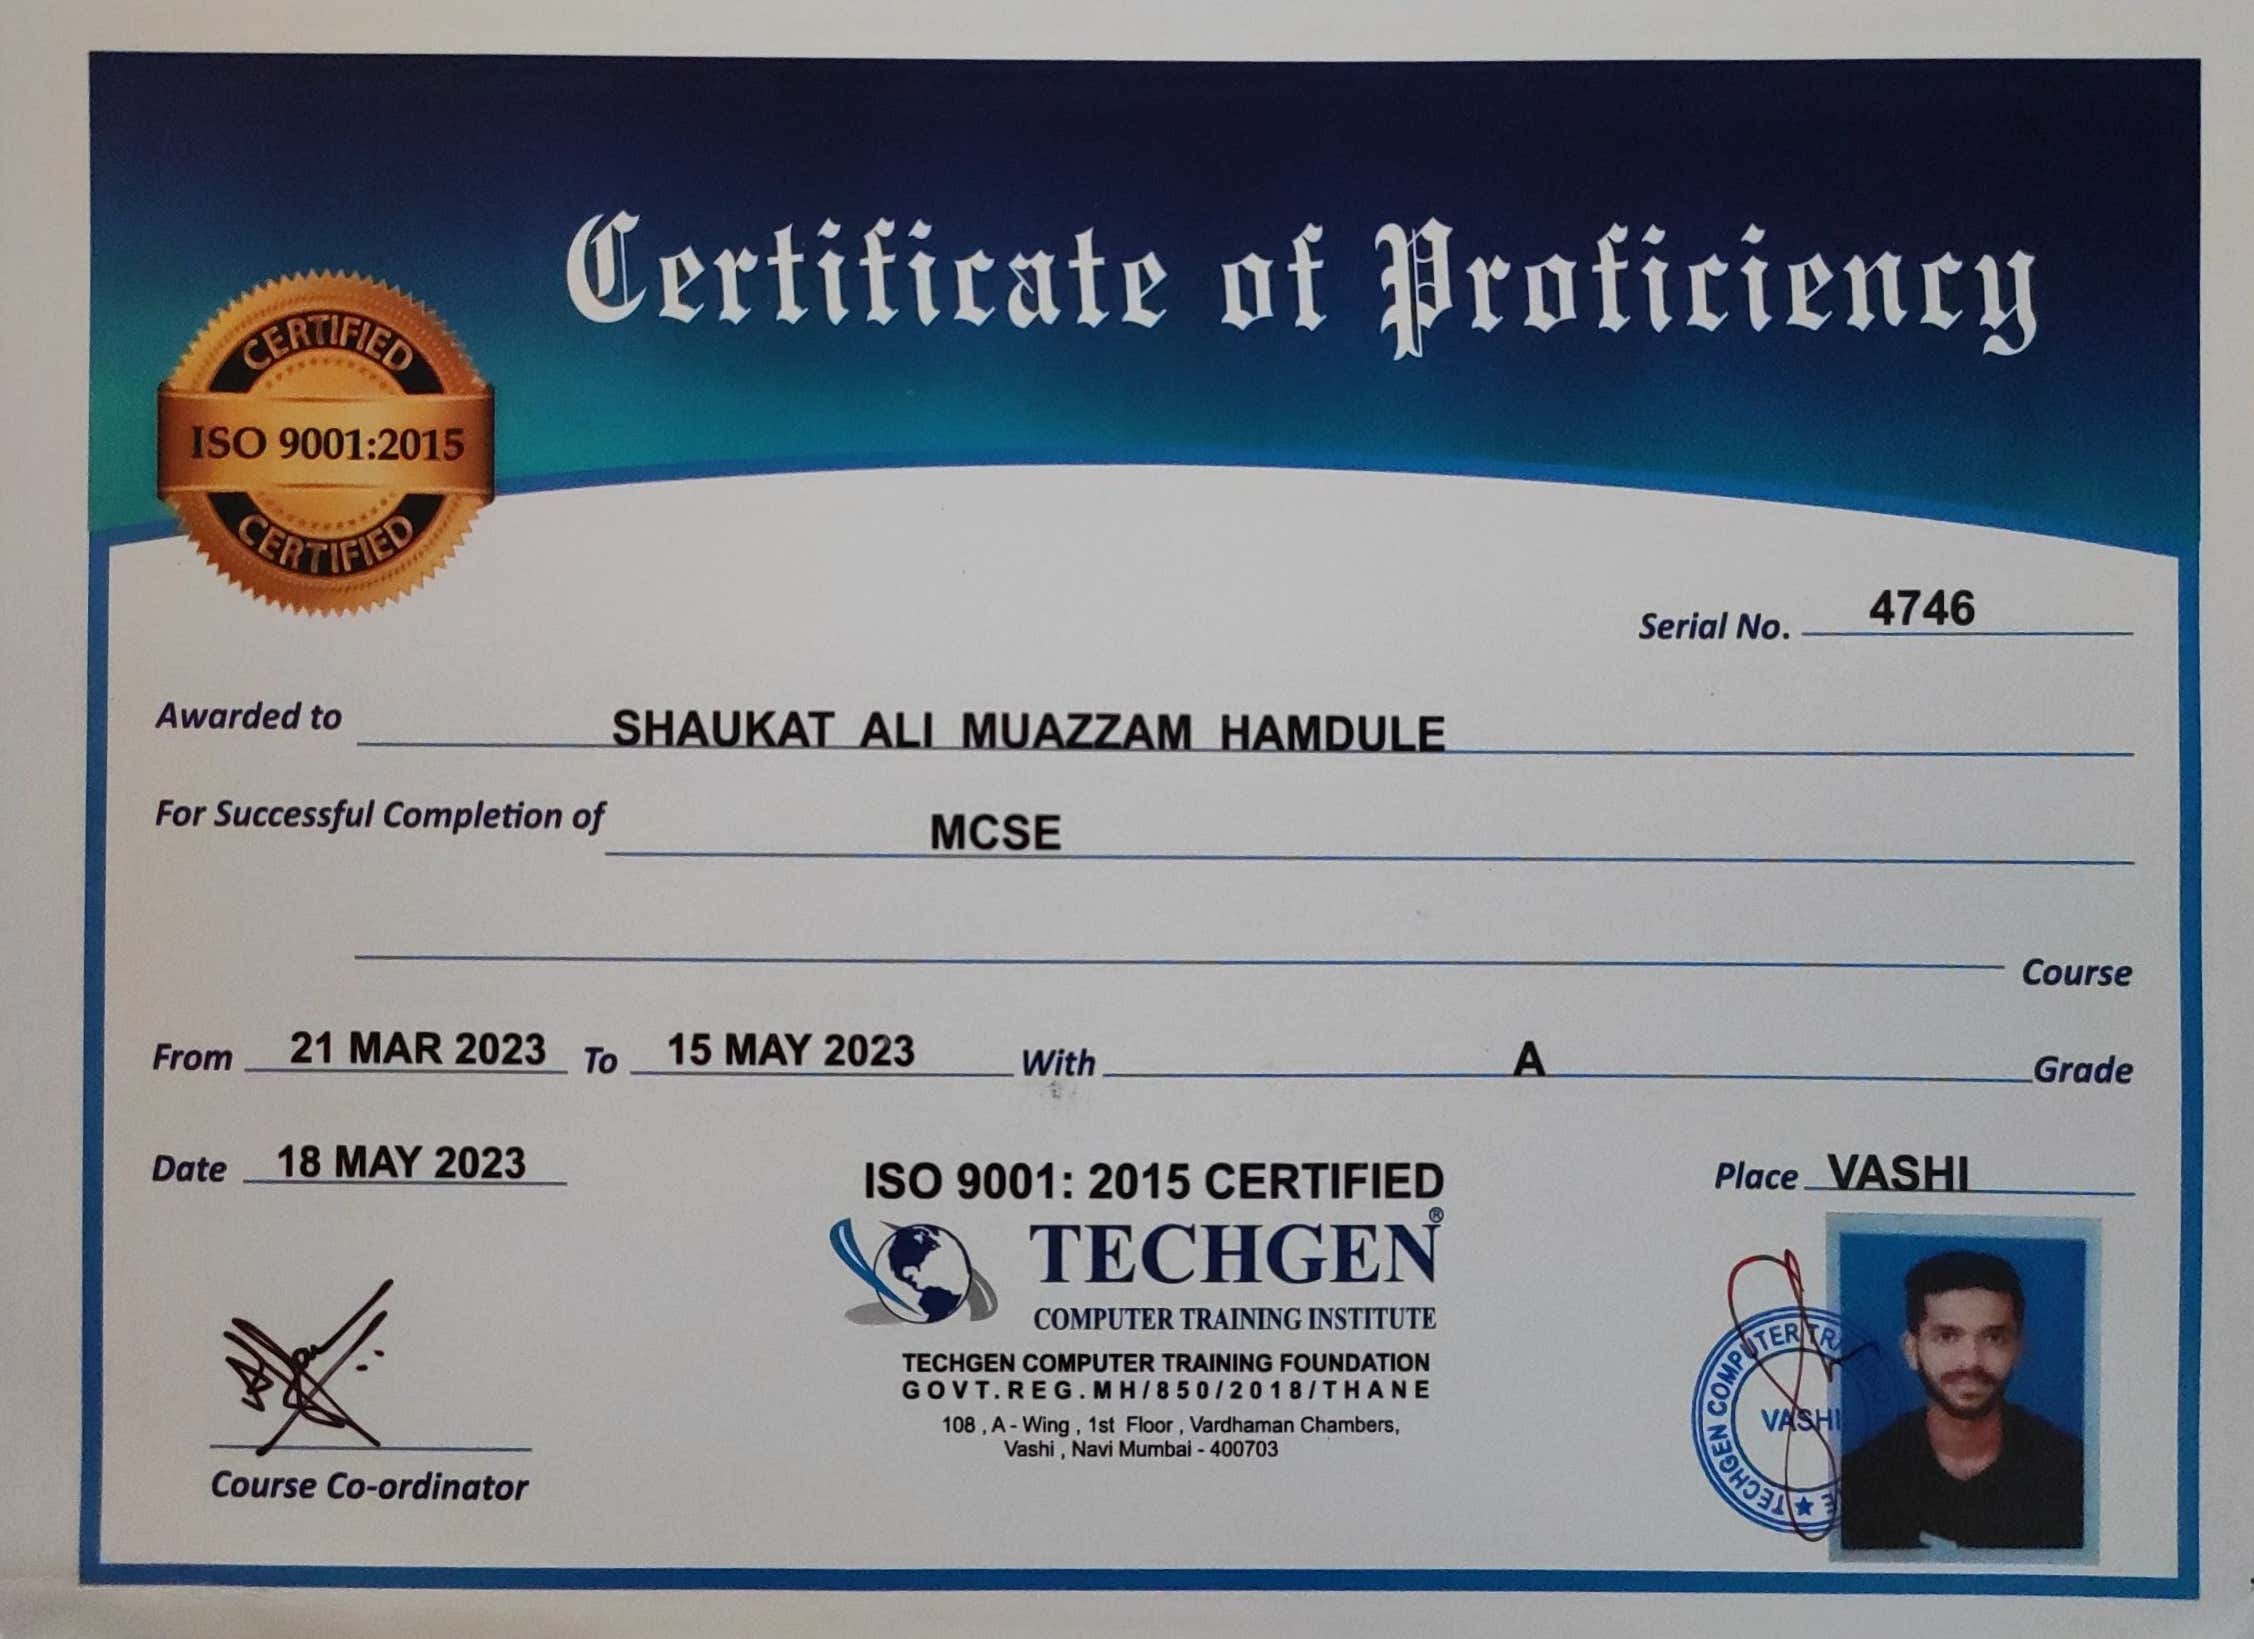 Certificate of Proficiency
CERTIFIED
ISO 9001:2015
CERTIFIED
Serial No. 4746
Awarded to SHAUKAT ALI MUAZZAM HAMDULE
For Successful Completion of MCSE
Course
From 21 MAR 2023 To 15 MAY 2023 With A Grade
Date 18 MAY 2023
Place VASHI
ISO 9001: 2015 CERTIFIED
TECHGEN®
COMPUTER TRAINING INSTITUTE
TECHGEN COMPUTER TRAINING FOUNDATION
GOVT.REG.MH/850/2018/THANE
108 , A - Wing , 1st Floor , Vardhaman Chambers,
Vashi , Navi Mumbai - 400703
Course Co-ordinator
TECHGEN COMPUTER
VASHI